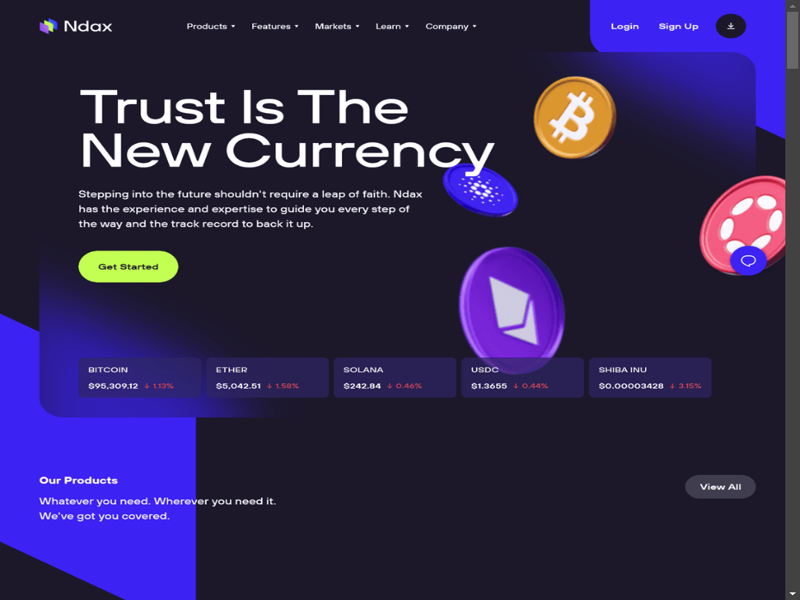 Ndax
Products
Features
Markets
Learn
Company
Login
Sign Up
Trust Is The
New Currency
Stepping into the future shouldn't require a leap of faith. Ndax
has the experience and expertise to guide you every step of
the way and the track record to back it up.
Get Started
BITCOIN
$95,309.12 ↓ 1.13%
ETHER
$5,042.51 ↓ 1.58%
SOLANA
$242.84 ↓ 0.46%
USDC
$1.3655 ↓ 0.44%
SHIBA INU
$0.00003428 ↓ 3.15%
Our Products
Whatever you need. Wherever you need it.
We've got you covered.
View All